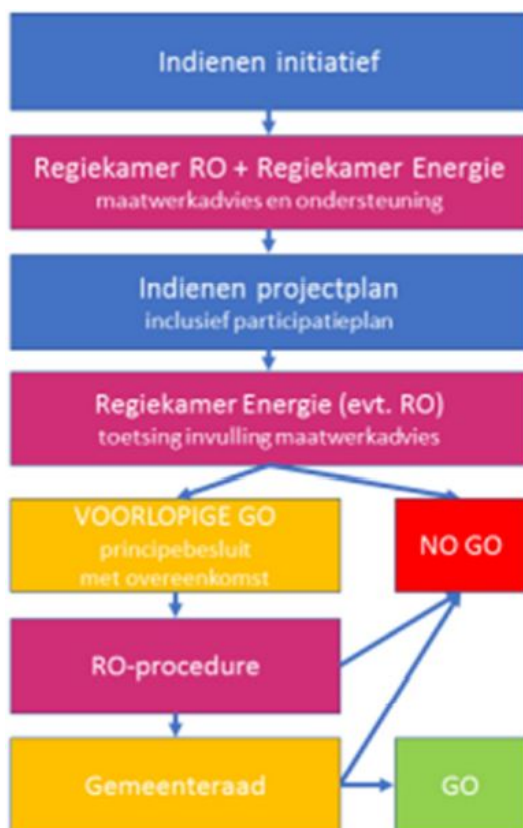 Indienen initiatief
Regiekamer RO + Regiekamer Energie
maatwerkadvies en ondersteuning
Indienen projectplan
inclusief participatieplan
Regiekamer Energie (evt. RO)
toetsing invulling maatwerkadvies
VOORLOPIGE GO
principebesluit
met overeenkomst
NO GO
RO-procedure
Gemeenteraad
GO